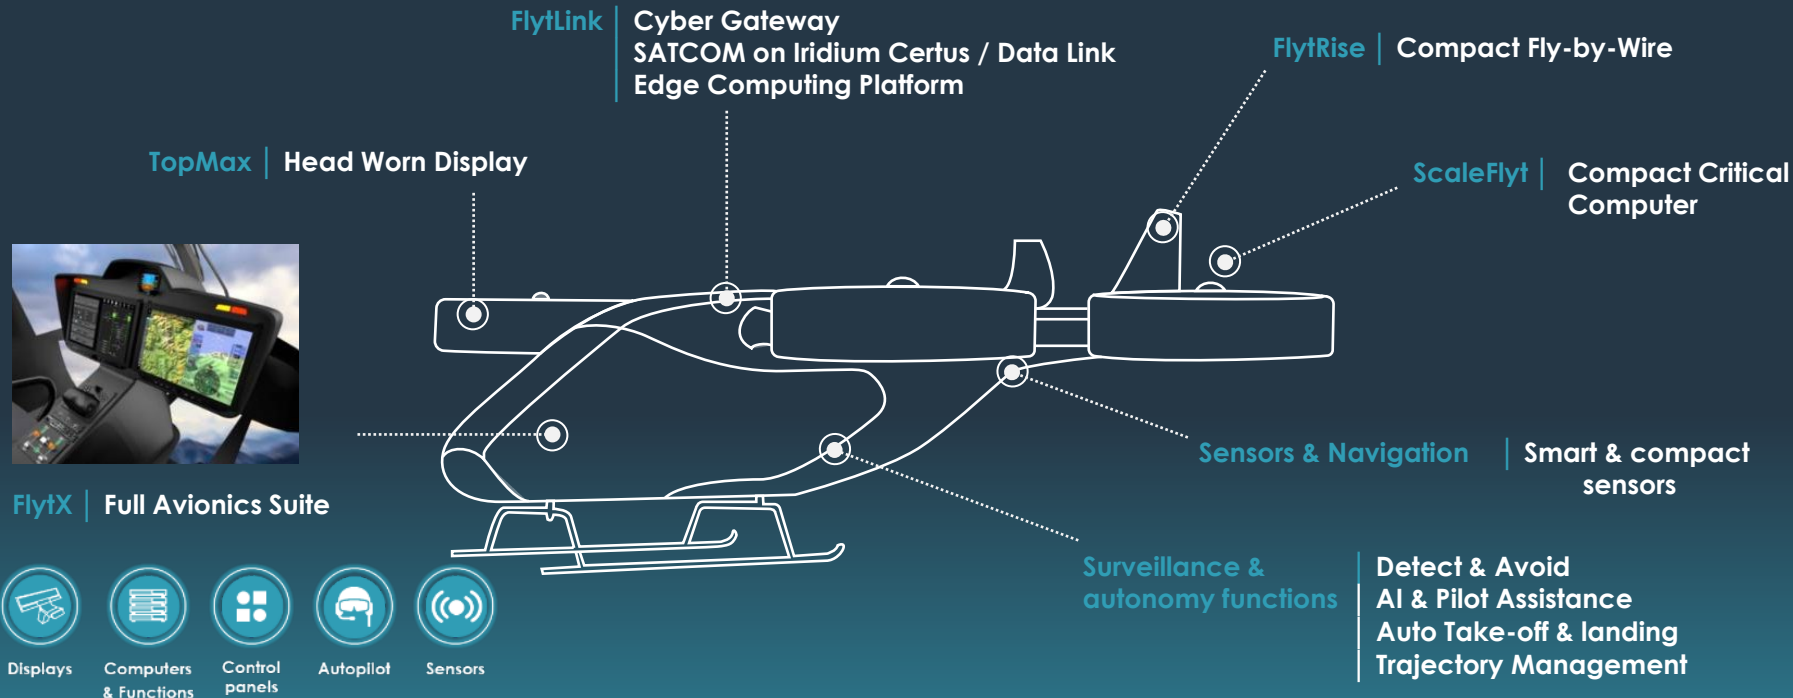 FlytLink | Cyber Gateway
SATCOM on Iridium Certus / Data Link
Edge Computing Platform
FlytRise | Compact Fly-by-Wire
TopMax | Head Worn Display
ScaleFlyt | Compact Critical
Computer
Sensors & Navigation | Smart & compact
sensors
FlytX | Full Avionics Suite
Surveillance &
autonomy functions
Detect & Avoid
AI & Pilot Assistance
Auto Take-off & landing
Trajectory Management
Displays
Computers
& Functions
Control
panels
Autopilot
Sensors